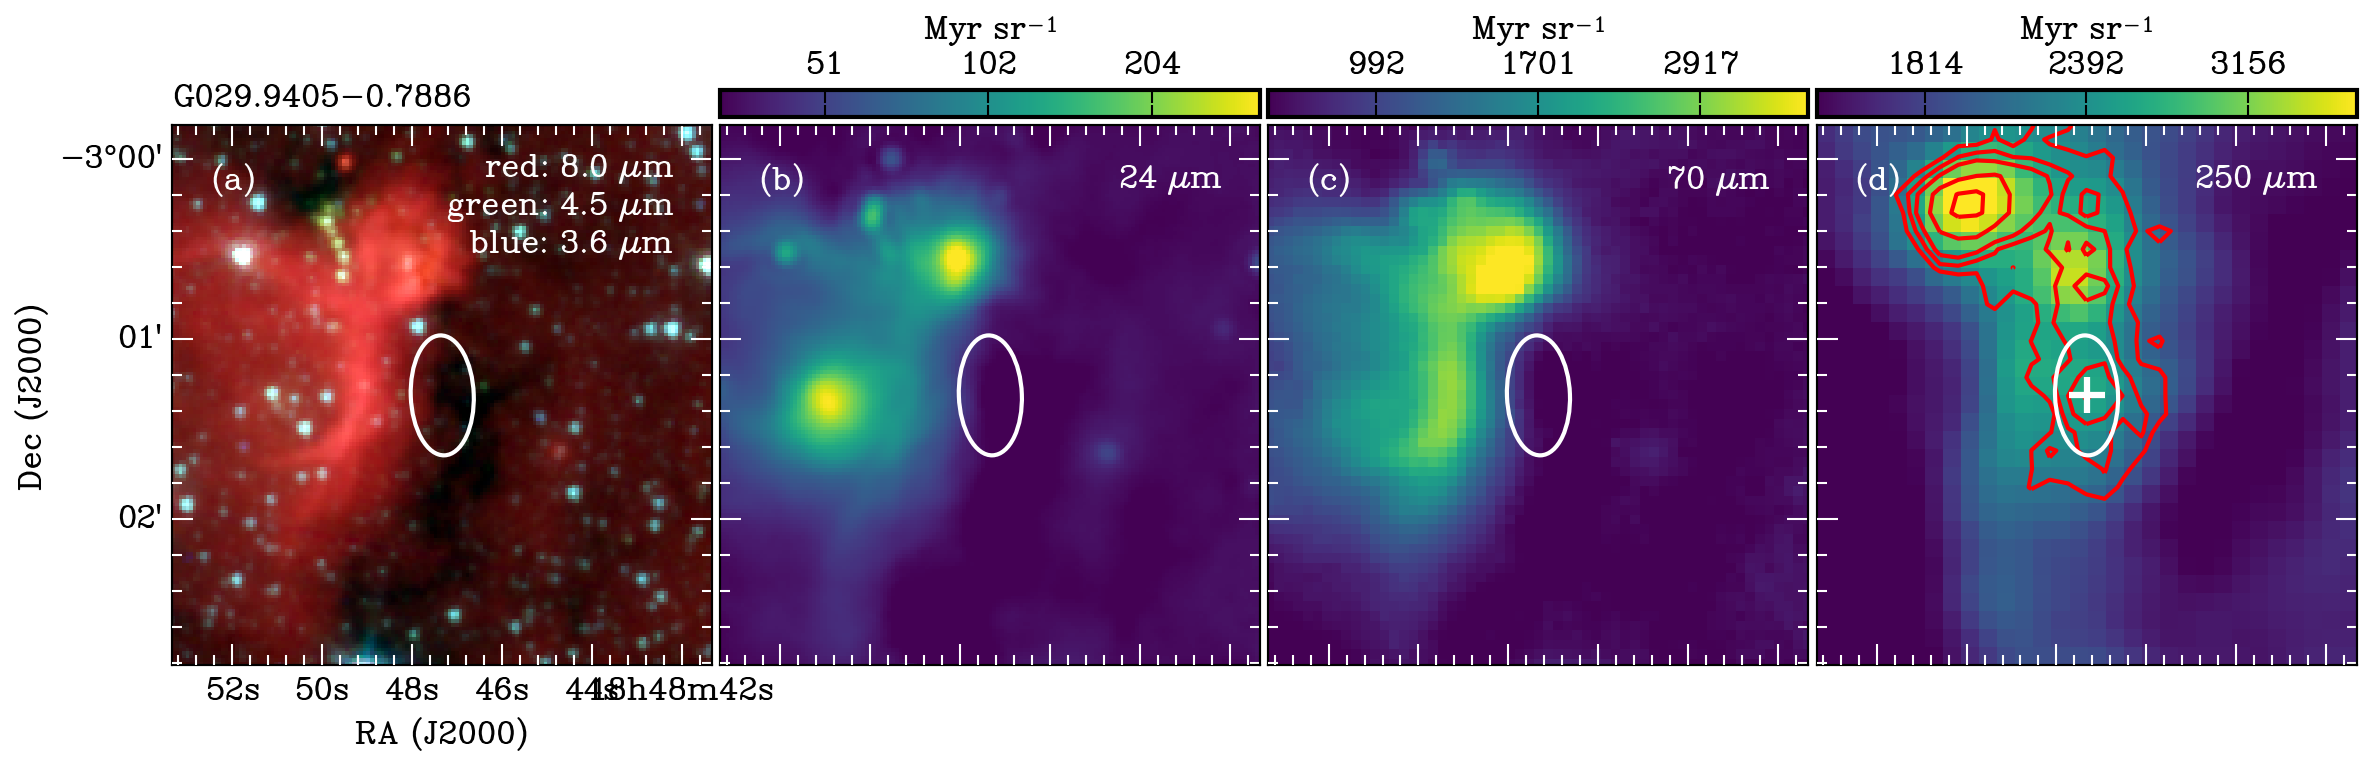 Myr sr⁻¹ Myr sr⁻¹ Myr sr⁻¹
51 102 204 992 1701 2917 1814 2392 3156
G029.9405−0.7886
−3°00'
(a) red: 8.0 μm
green: 4.5 μm
blue: 3.6 μm
(b) 24 μm
(c) 70 μm
(d) 250 μm
01'
02'
Dec (J2000)
52s 50s 48s 46s 44s 18h48m42s
RA (J2000)